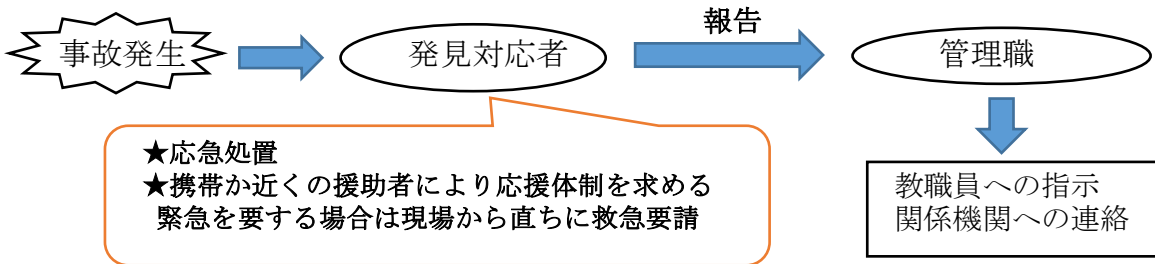 事故発生
発見対応者
報告
管理職
★応急処置
★携帯か近くの援助者により応援体制を求める
緊急を要する場合は現場から直ちに救急要請
教職員への指示
関係機関への連絡